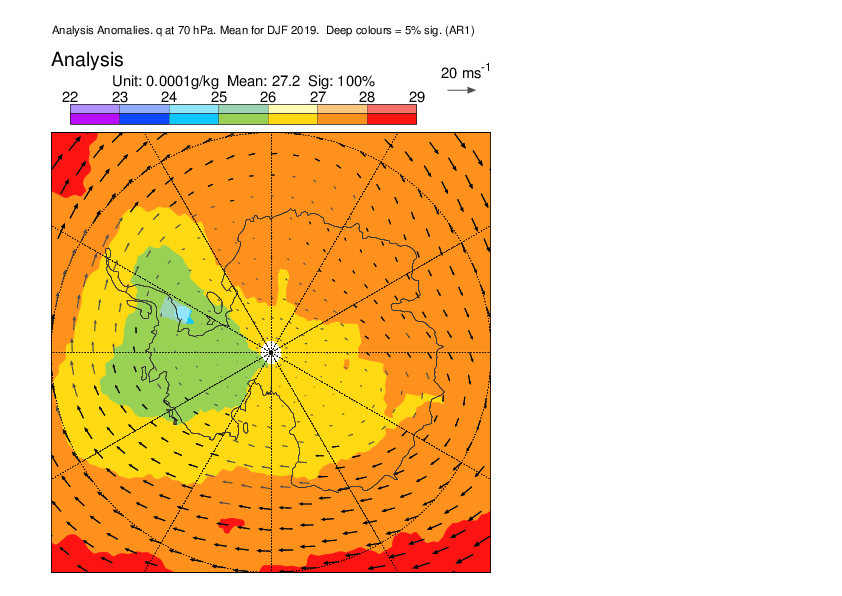 Analysis Anomalies. q at 70 hPa. Mean for DJF 2019.  Deep colours = 5% sig. (AR1)
Analysis
20 ms⁻¹
Unit: 0.0001g/kg  Mean: 27.2  Sig: 100%
22 23 24 25 26 27 28 29